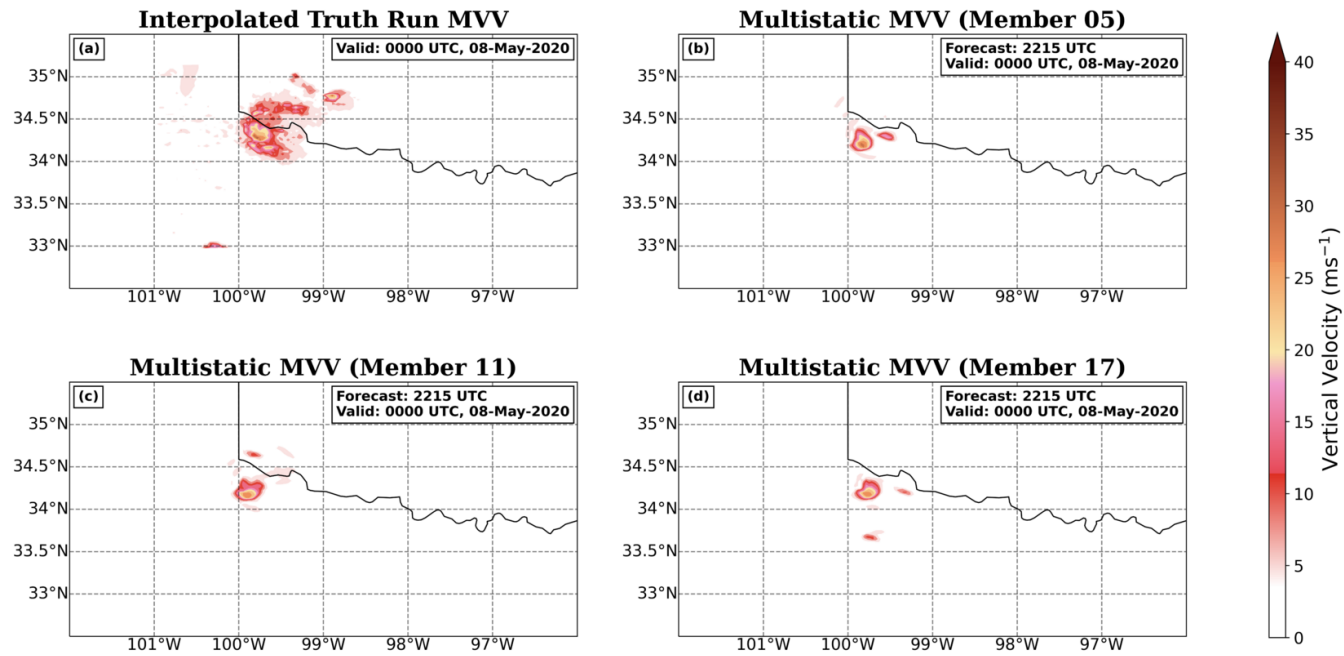 Interpolated Truth Run MVV
(a)
Valid: 0000 UTC, 08-May-2020
35°N
34.5°N
34°N
33.5°N
33°N
101°W 100°W 99°W 98°W 97°W
Multistatic MVV (Member 05)
(b)
Forecast: 2215 UTC
Valid: 0000 UTC, 08-May-2020
35°N
34.5°N
34°N
33.5°N
33°N
101°W 100°W 99°W 98°W 97°W
Multistatic MVV (Member 11)
(c)
Forecast: 2215 UTC
Valid: 0000 UTC, 08-May-2020
35°N
34.5°N
34°N
33.5°N
33°N
101°W 100°W 99°W 98°W 97°W
Multistatic MVV (Member 17)
(d)
Forecast: 2215 UTC
Valid: 0000 UTC, 08-May-2020
35°N
34.5°N
34°N
33.5°N
33°N
101°W 100°W 99°W 98°W 97°W
40
35
30
25
20
15
10
5
0
Vertical Velocity (ms⁻¹)